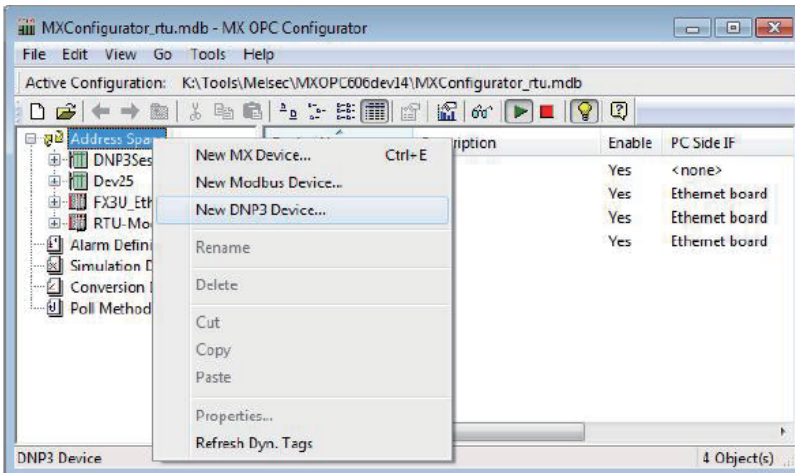 MXConfigurator_rtu.mdb - MX OPC Configurator
File Edit View Go Tools Help
Active Configuration: K:\Tools\Melsec\MXOPC606dev14\MXConfigurator_rtu.mdb
Address Spa
DNP3Ses
Dev25
FX3U_Eth
RTU-Mo
Alarm Defini
Simulation D
Conversion
Poll Method
New MX Device... Ctrl+E
New Modbus Device...
New DNP3 Device...
Rename
Delete
Cut
Copy
Paste
Properties...
Refresh Dyn. Tags
ription Enable PC Side IF
Yes <none>
Yes Ethernet board
Yes Ethernet board
Yes Ethernet board
DNP3 Device 4 Object(s)